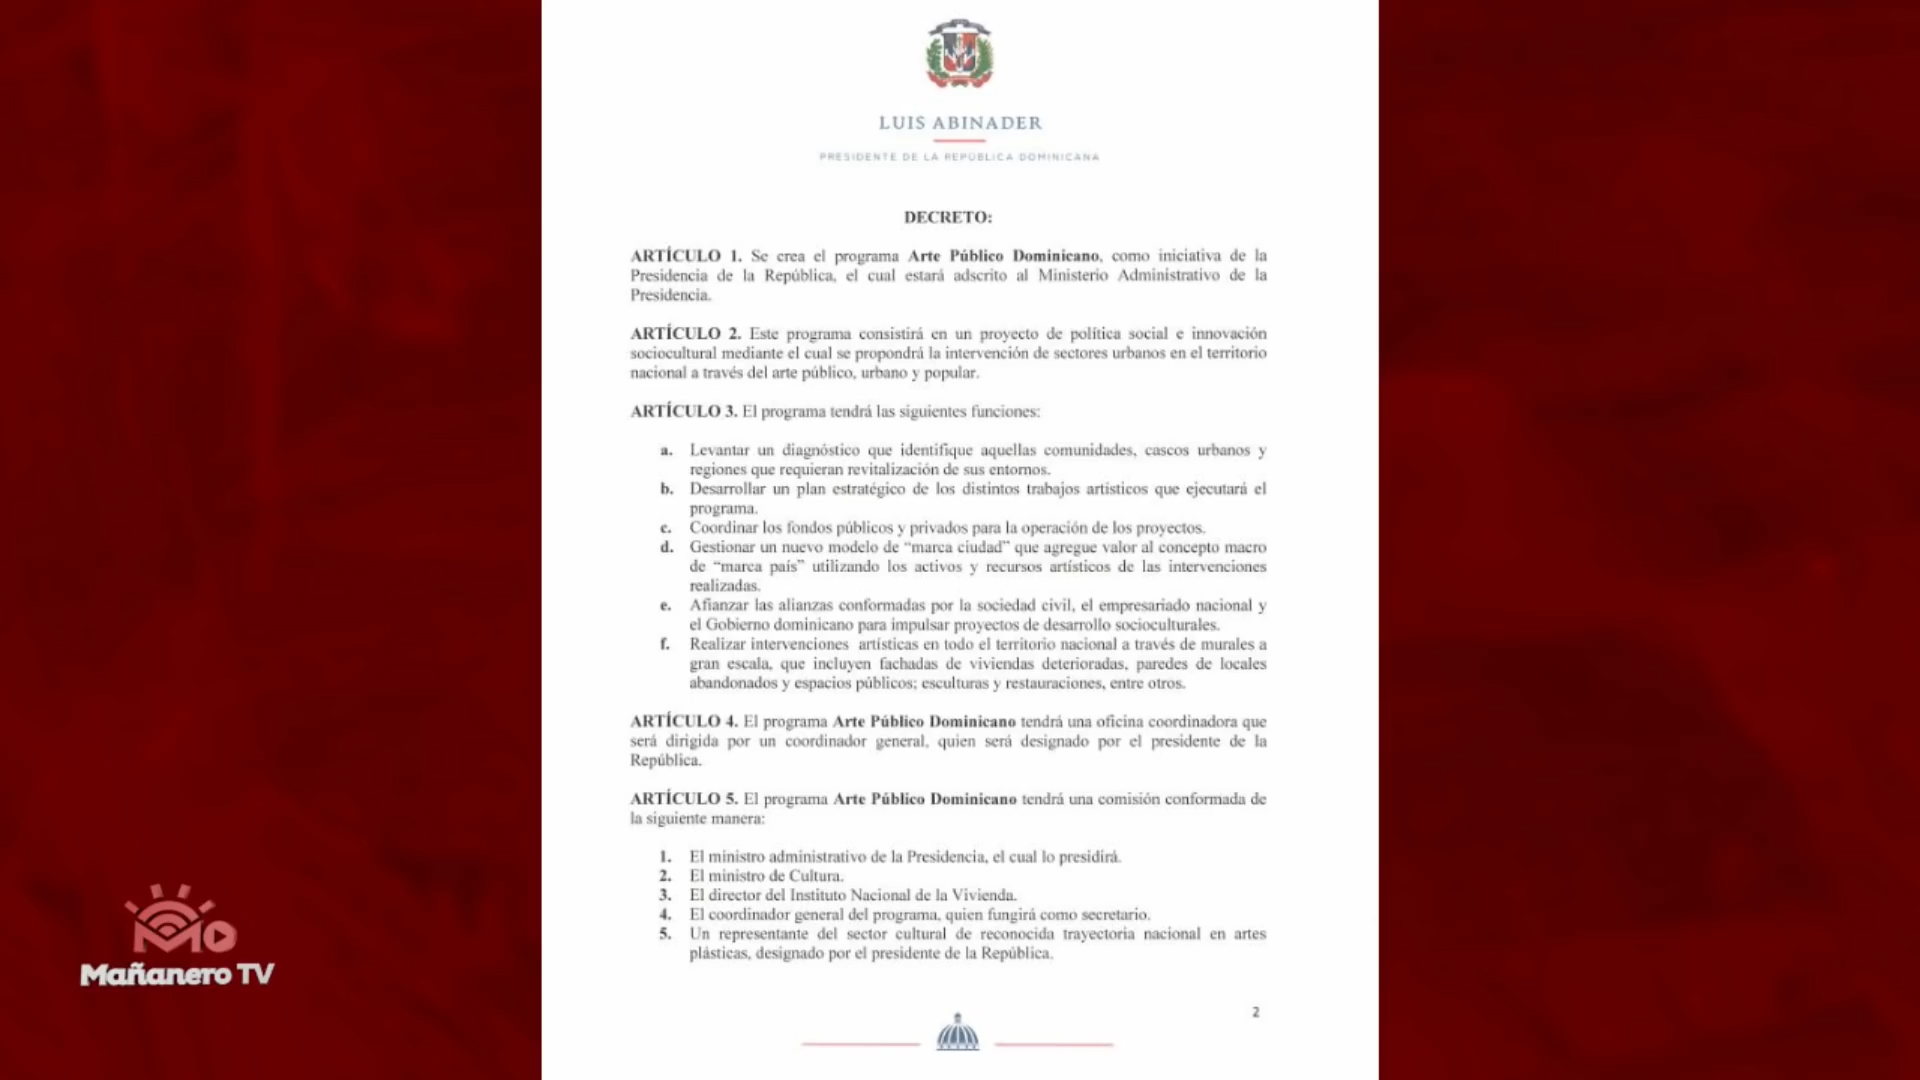 LUIS ABINADER
PRESIDENTE DE LA REPÚBLICA DOMINICANA
DECRETO:
ARTÍCULO 1. Se crea el programa Arte Público Dominicano, como iniciativa de la
Presidencia de la República, el cual estará adscrito al Ministerio Administrativo de la
Presidencia.
ARTÍCULO 2. Este programa consistirá en un proyecto de política social e innovación
sociocultural mediante el cual se propondrá la intervención de sectores urbanos en el territorio
nacional a través del arte público, urbano y popular.
ARTÍCULO 3. El programa tendrá las siguientes funciones:
a. Levantar un diagnóstico que identifique aquellas comunidades, cascos urbanos y
regiones que requieran revitalización de sus entornos.
b. Desarrollar un plan estratégico de los distintos trabajos artísticos que ejecutará el
programa.
c. Coordinar los fondos públicos y privados para la operación de los proyectos.
d. Gestionar un nuevo modelo de “marca ciudad” que agregue valor al concepto macro
de “marca país” utilizando los activos y recursos artísticos de las intervenciones
realizadas.
e. Afianzar las alianzas conformadas por la sociedad civil, el empresariado nacional y
el Gobierno dominicano para impulsar proyectos de desarrollo socioculturales.
f. Realizar intervenciones artísticas en todo el territorio nacional a través de murales a
gran escala, que incluyen fachadas de viviendas deterioradas, paredes de locales
abandonados y espacios públicos; esculturas y restauraciones, entre otros.
ARTÍCULO 4. El programa Arte Público Dominicano tendrá una oficina coordinadora que
será dirigida por un coordinador general, quien será designado por el presidente de la
República.
ARTÍCULO 5. El programa Arte Público Dominicano tendrá una comisión conformada de
la siguiente manera:
1. El ministro administrativo de la Presidencia, el cual lo presidirá.
2. El ministro de Cultura.
3. El director del Instituto Nacional de la Vivienda.
4. El coordinador general del programa, quien fungirá como secretario.
5. Un representante del sector cultural de reconocida trayectoria nacional en artes
plásticas, designado por el presidente de la República.
2
Mañanero TV